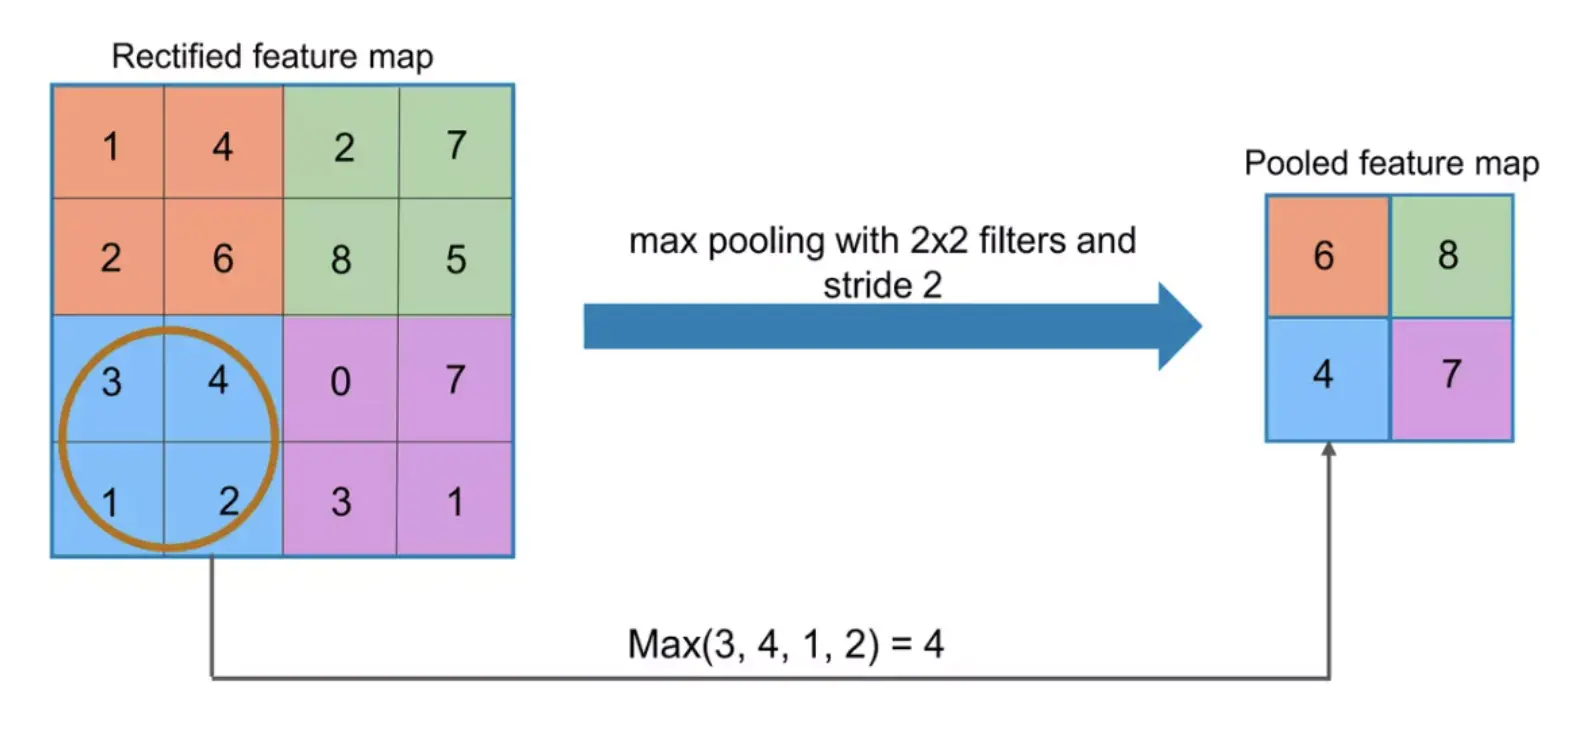 Rectified feature map
1 4 2 7
2 6 8 5
3 4 0 7
1 2 3 1
max pooling with 2x2 filters and
stride 2
Pooled feature map
6 8
4 7
Max(3, 4, 1, 2) = 4